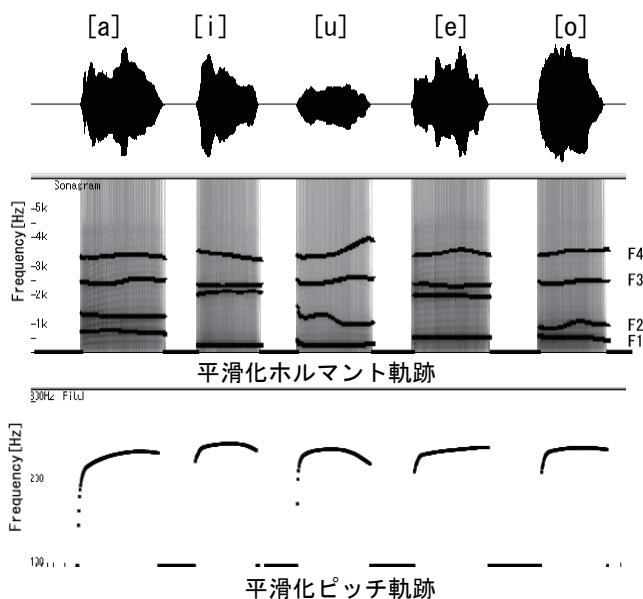 [a] [i] [u] [e] [o]
Sonagram
Frequency[Hz]
5k
4k
3k
2k
1k
F4
F3
F2
F1
平滑化ホルマント軌跡
300Hz
Frequency[Hz]
200
100
平滑化ピッチ軌跡